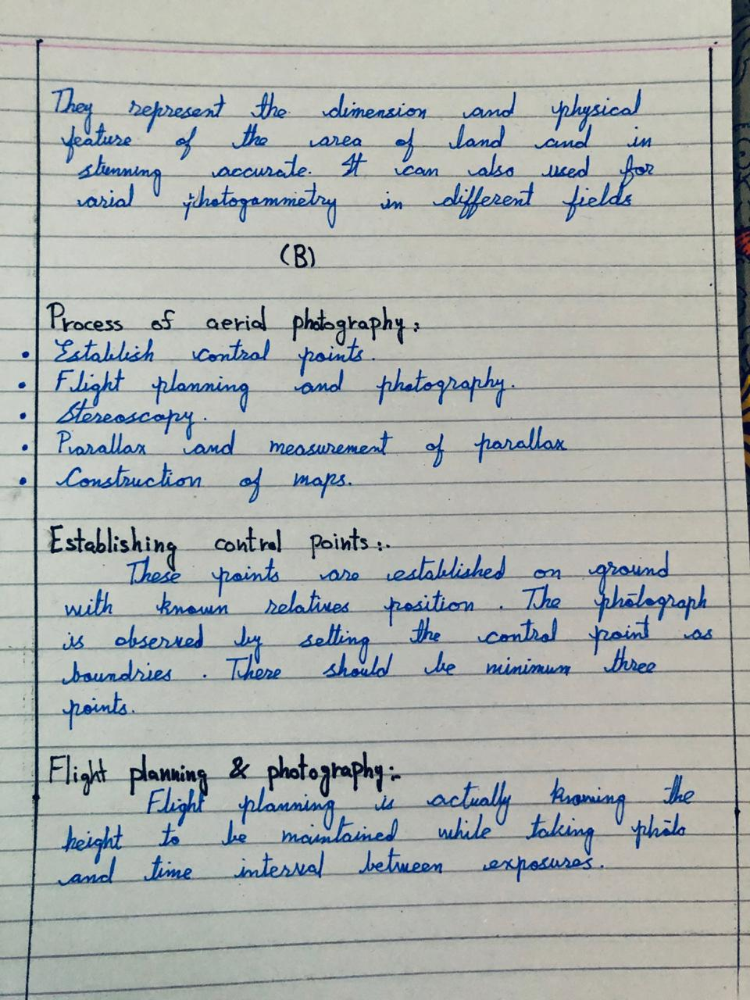 They represent the dimension and physical
feature of the area of land and in
stunning accurate. It can also used for
arial photogammetry in different fields
(B)
Process of aerial photography:
• Establish control points.
• Flight planning and photography.
• Stereoscopy.
• Parallax and measurement of parallax
• Construction of maps.
Establishing control points:.
These points are established on ground
with known relatives position. The photograph
is observed by setting the control point as
boundries. There should be minimum three
points.
Flight planning & photography:-
Flight planning is actually knowing the
height to be maintained while taking photo
and time interval between exposures.